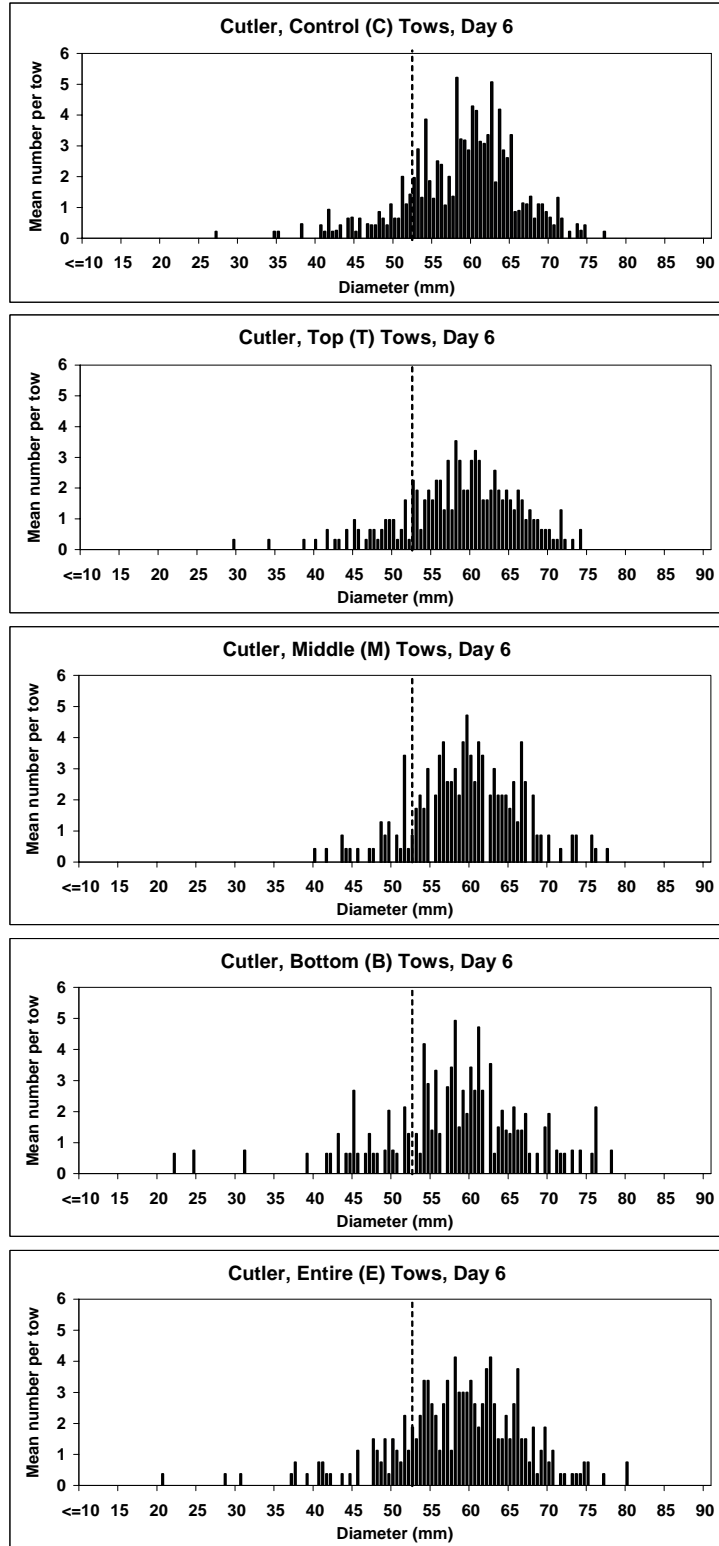 Cutler, Control (C) Tows, Day 6
Mean number per tow
6
5
4
3
2
1
0
<=10 15 20 25 30 35 40 45 50 55 60 65 70 75 80 85 90
Diameter (mm)
Cutler, Top (T) Tows, Day 6
Mean number per tow
6
5
4
3
2
1
0
<=10 15 20 25 30 35 40 45 50 55 60 65 70 75 80 85 90
Diameter (mm)
Cutler, Middle (M) Tows, Day 6
Mean number per tow
6
5
4
3
2
1
0
<=10 15 20 25 30 35 40 45 50 55 60 65 70 75 80 85 90
Diameter (mm)
Cutler, Bottom (B) Tows, Day 6
Mean number per tow
6
5
4
3
2
1
0
<=10 15 20 25 30 35 40 45 50 55 60 65 70 75 80 85 90
Diameter (mm)
Cutler, Entire (E) Tows, Day 6
Mean number per tow
6
5
4
3
2
1
0
<=10 15 20 25 30 35 40 45 50 55 60 65 70 75 80 85 90
Diameter (mm)